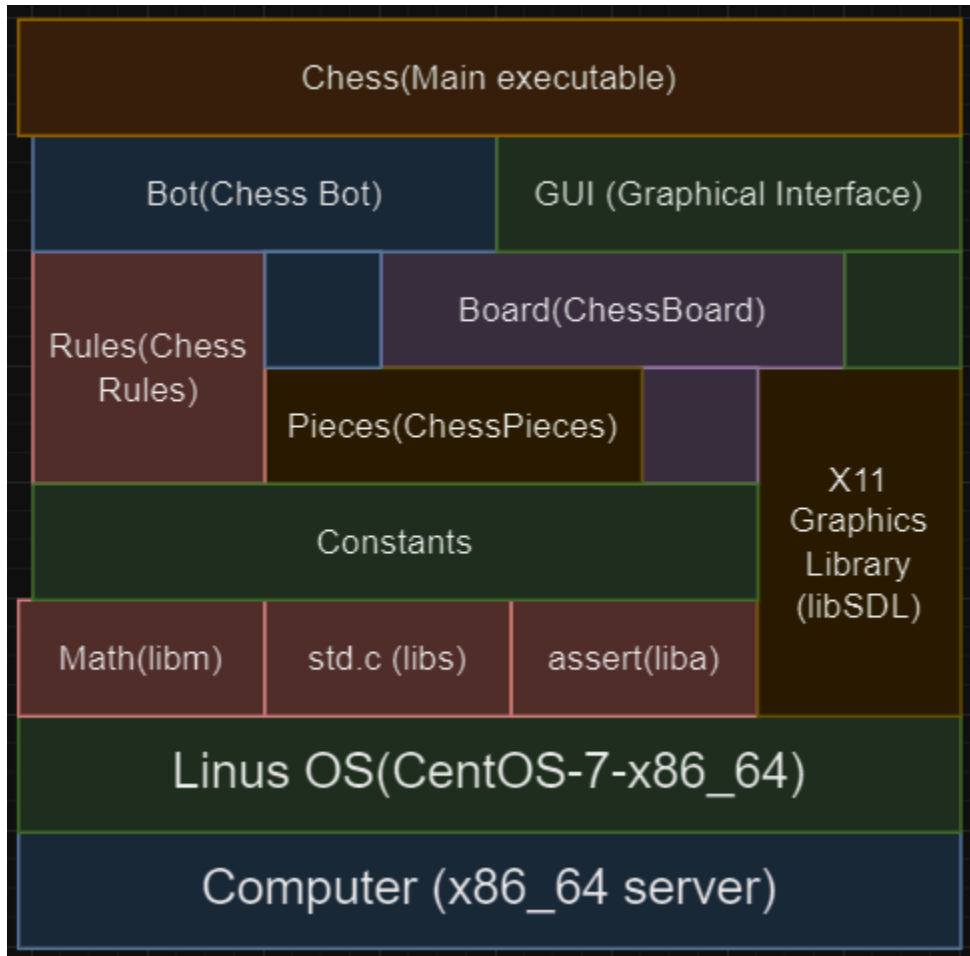 Chess(Main executable)
Bot(Chess Bot)
GUI (Graphical Interface)
Board(ChessBoard)
Rules(Chess
Rules)
Pieces(ChessPieces)
X11
Graphics
Library
(libSDL)
Constants
Math(libm)
std.c (libs)
assert(liba)
Linus OS(CentOS-7-x86_64)
Computer (x86_64 server)